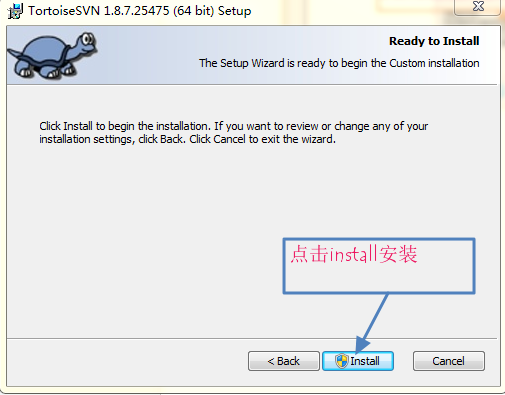 TortoiseSVN 1.8.7.25475 (64 bit) Setup
Ready to Install
The Setup Wizard is ready to begin the Custom installation
Click Install to begin the installation. If you want to review or change any of your
installation settings, click Back. Click Cancel to exit the wizard.
点击install安装
< Back
Install
Cancel